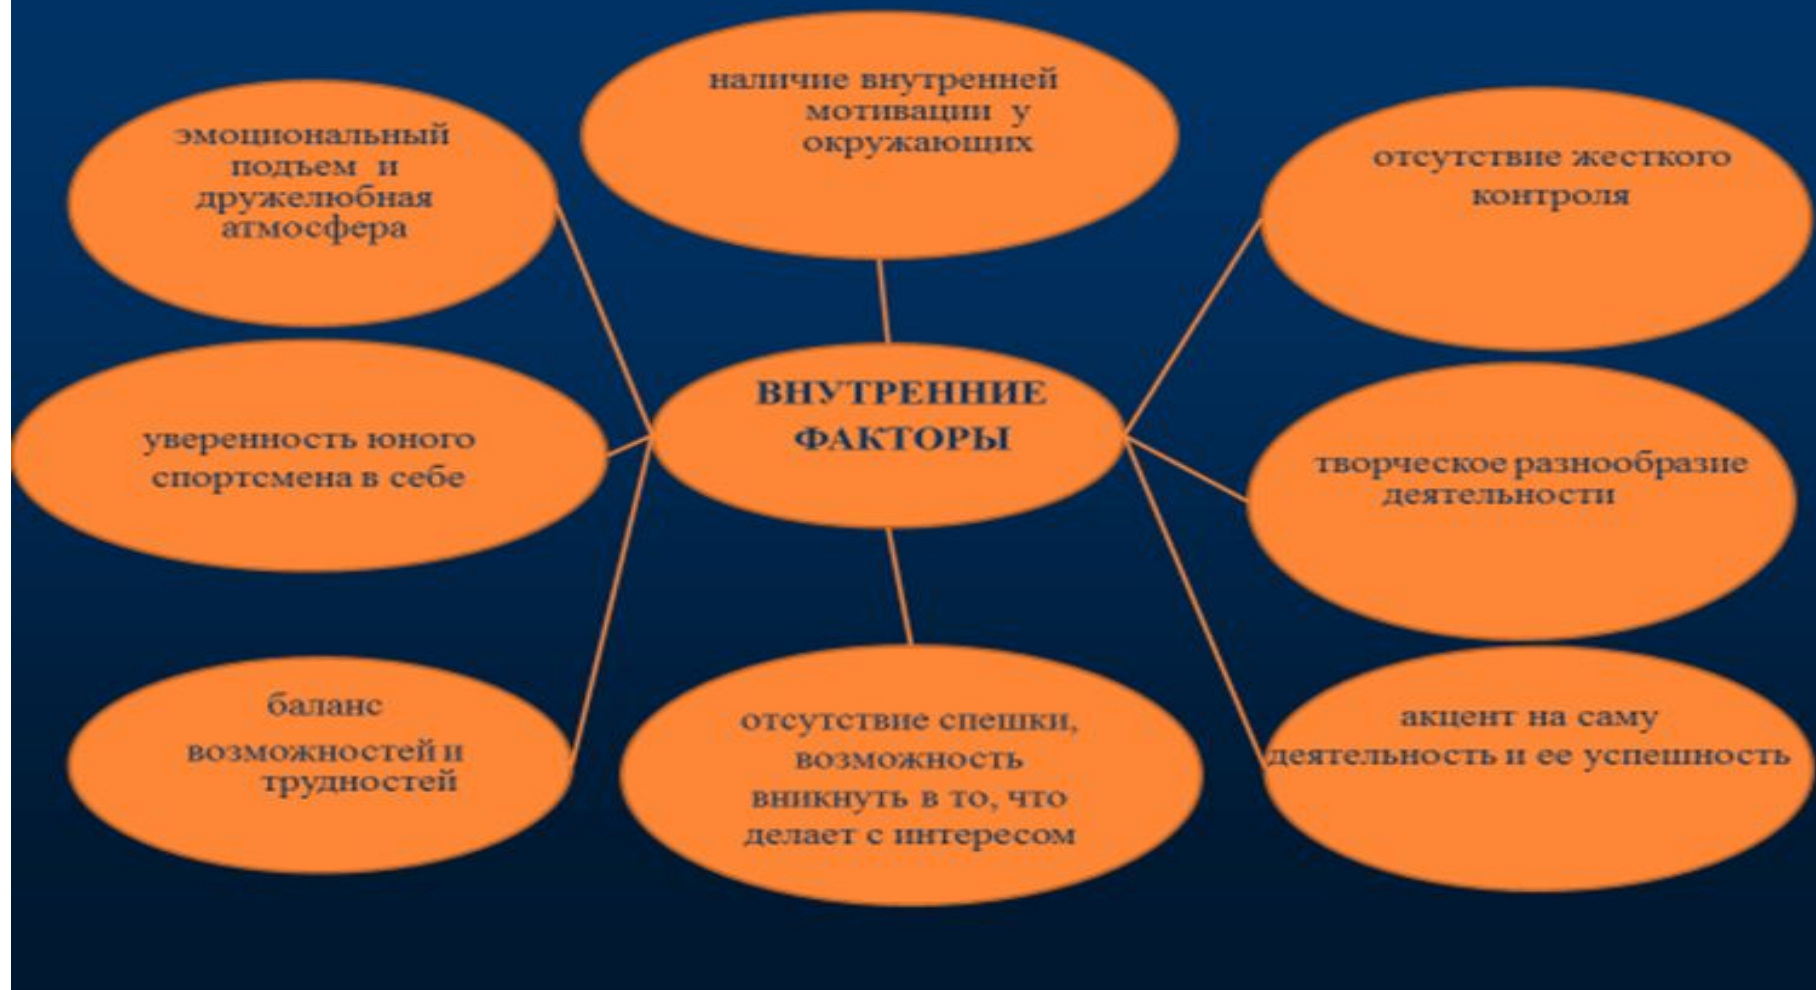 наличие внутренней
мотивации у
окружающих
эмоциональный
подъем и
дружелюбная
атмосфера
отсутствие жесткого
контроля
ВНУТРЕННИЕ
ФАКТОРЫ
уверенность юного
спортсмена в себе
творческое разнообразие
деятельности
баланс
возможностей и
трудностей
отсутствие спешки,
возможность
вникнуть в то, что
делает с интересом
акцент на саму
деятельность и ее успешность